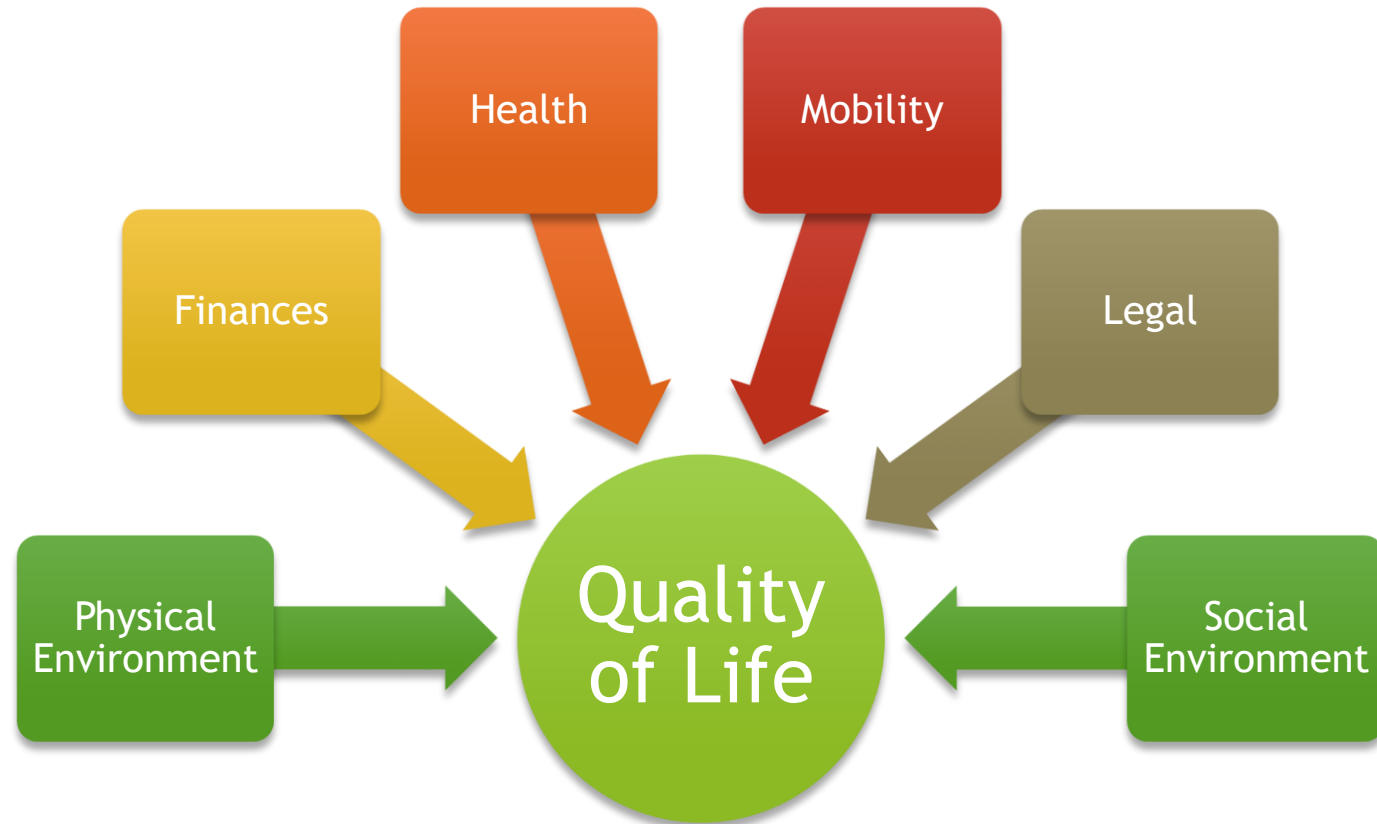 Health
Mobility
Finances
Legal
Physical
Environment
Quality
of Life
Social
Environment